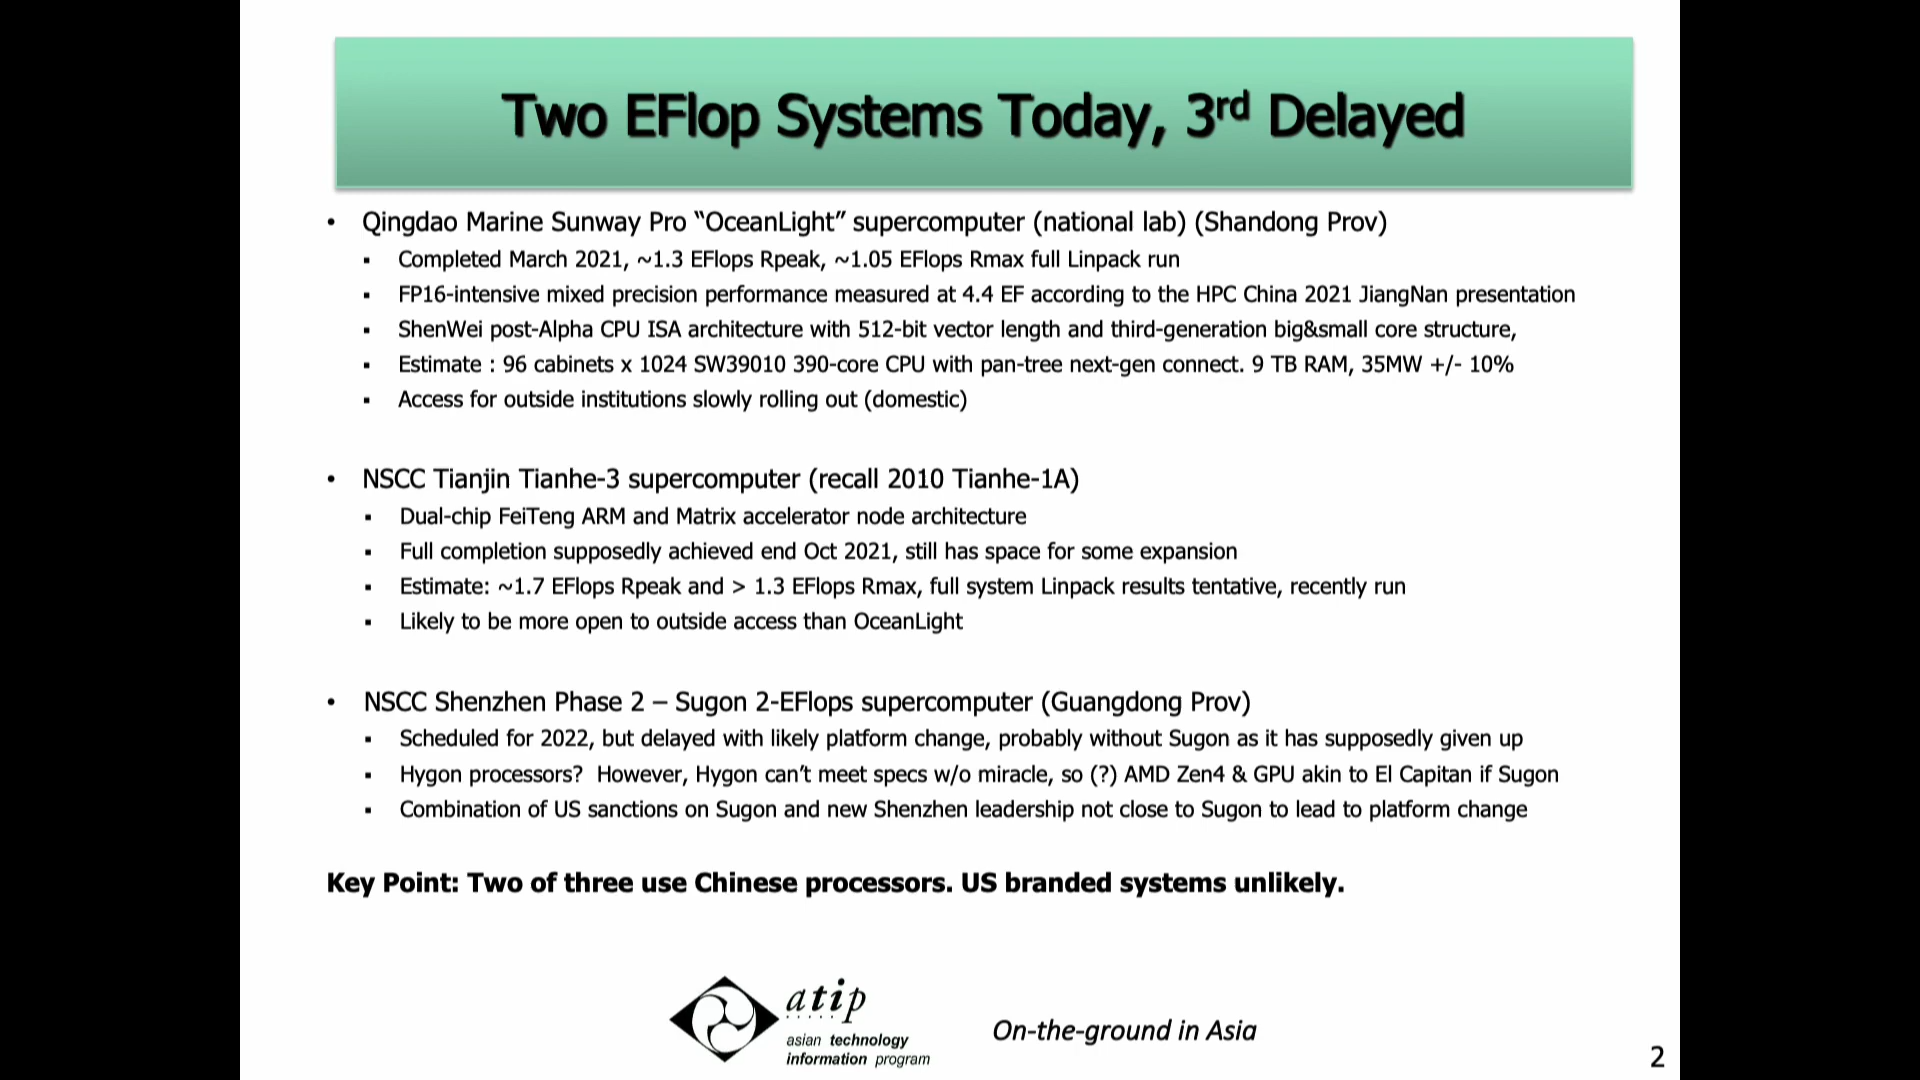 Two EFlop Systems Today, 3rd Delayed
• Qingdao Marine Sunway Pro “OceanLight” supercomputer (national lab) (Shandong Prov)
▪ Completed March 2021, ~1.3 EFlops Rpeak, ~1.05 EFlops Rmax full Linpack run
▪ FP16-intensive mixed precision performance measured at 4.4 EF according to the HPC China 2021 JiangNan presentation
▪ ShenWei post-Alpha CPU ISA architecture with 512-bit vector length and third-generation big&small core structure,
▪ Estimate : 96 cabinets x 1024 SW39010 390-core CPU with pan-tree next-gen connect. 9 TB RAM, 35MW +/- 10%
▪ Access for outside institutions slowly rolling out (domestic)
• NSCC Tianjin Tianhe-3 supercomputer (recall 2010 Tianhe-1A)
▪ Dual-chip FeiTeng ARM and Matrix accelerator node architecture
▪ Full completion supposedly achieved end Oct 2021, still has space for some expansion
▪ Estimate: ~1.7 EFlops Rpeak and > 1.3 EFlops Rmax, full system Linpack results tentative, recently run
▪ Likely to be more open to outside access than OceanLight
• NSCC Shenzhen Phase 2 – Sugon 2-EFlops supercomputer (Guangdong Prov)
▪ Scheduled for 2022, but delayed with likely platform change, probably without Sugon as it has supposedly given up
▪ Hygon processors?  However, Hygon can’t meet specs w/o miracle, so (?) AMD Zen4 & GPU akin to El Capitan if Sugon
▪ Combination of US sanctions on Sugon and new Shenzhen leadership not close to Sugon to lead to platform change
Key Point: Two of three use Chinese processors. US branded systems unlikely.
atip
asian technology
information program
On-the-ground in Asia
2